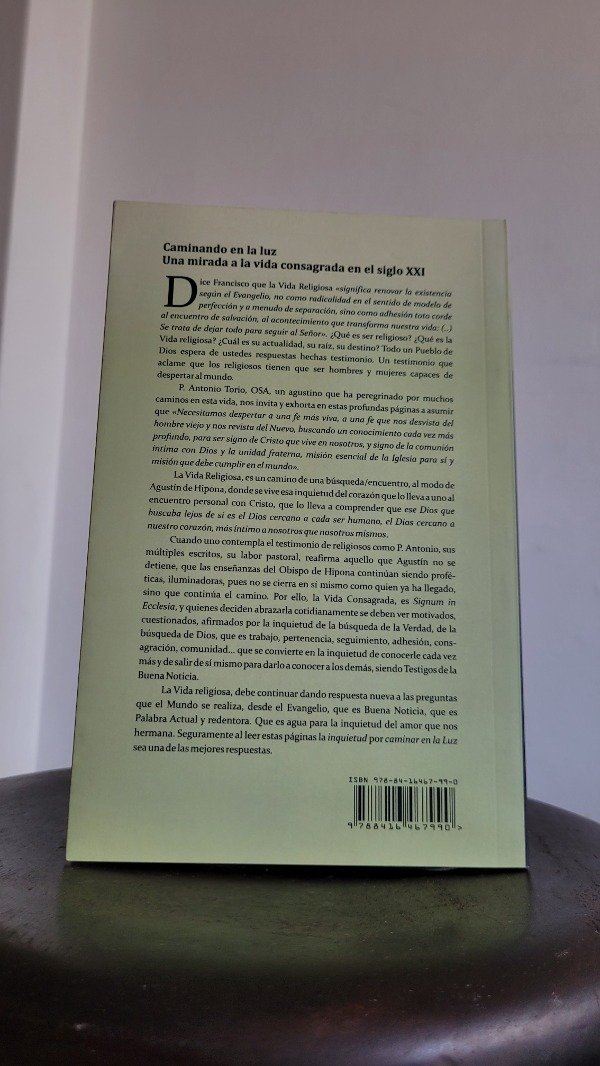 Caminando en la luz
Una mirada a la vida consagrada en el siglo XXI
Dice Francisco que la Vida Religiosa «significa renovar la existencia
según el Evangelio, no como radicalidad en el sentido de modelo de
perfección y a menudo de separación, sino como adhesión toto corde
al encuentro de salvación, al acontecimiento que transforma nuestra vida: (..)
Se trata de dejar todo para seguir al Señor». ¿Qué es ser religioso? ¿Qué es la
Vida religiosa? ¿Cuál es su actualidad, su raíz, su destino? Todo un Pueblo de
Dios espera de ustedes respuestas hechas testimonio. Un testimonio que
aclame que los religiosos tienen que ser hombres y mujeres capaces de
despertar al mundo.
P. Antonio Torio, OSA, un agustino que ha peregrinado por muchos
caminos en esta vida, nos invita y exhorta en estas profundas páginas a asumir
que «Necesitamos despertar a una fe más viva, a una fe que nos desvista del
hombre viejo y nos revista del Nuevo, buscando un conocimiento cada vez más
profundo, para ser signo de Cristo que vive en nosotros, y signo de la comunión
íntima con Dios y la unidad fraterna, misión esencial de la Iglesia para sí y
misión que debe cumplir en el mundo».
La Vida Religiosa, es un camino de una búsqueda/encuentro, al modo de
Agustín de Hipona, donde se vive esa inquietud del corazón que lo lleva a uno al
encuentro personal con Cristo, que lo lleva a comprender que ese Dios que
buscaba lejos de sí es el Dios cercano a cada ser humano, el Dios cercano a
nuestro corazón, más íntimo a nosotros que nosotros mismos.
Cuando uno contempla el testimonio de religiosos como P. Antonio, sus
múltiples escritos, su labor pastoral, reafirma aquello que Agustín no se
detiene, que las enseñanzas del Obispo de Hipona continúan siendo profé-
ticas, iluminadoras, pues no se cierra en sí mismo como quien ya ha llegado,
sino que continúa el camino. Por ello, la Vida Consagrada, es Signum in
Ecclesia, y quienes deciden abrazarla cotidianamente se deben ver motivados,
cuestionados, afirmados por la inquietud de la búsqueda de la Verdad, de la
búsqueda de Dios, que es trabajo, pertenencia, seguimiento, adhesión, cons-
agración, comunidad... que se convierte en la inquietud de conocerle cada vez
más y de salir de sí mismo para darlo a conocer a los demás, siendo Testigos de la
Buena Noticia.
La Vida religiosa, debe continuar dando respuesta nueva a las preguntas
que el Mundo se realiza, desde el Evangelio, que es Buena Noticia, que es
Palabra Actual y redentora. Que es agua para la inquietud del amor que nos
hermana. Seguramente al leer estas páginas la inquietud por caminar en la Luz
sea una de las mejores respuestas.
ISBN 978-84-16467-99-0
9 788416 467990 >